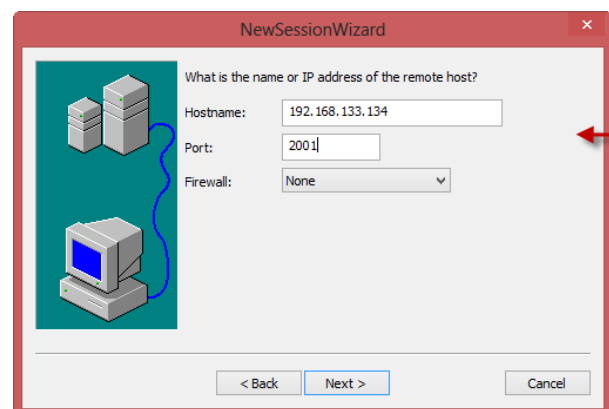 NewSessionWizard
What is the name or IP address of the remote host?
Hostname: 192.168.133.134
Port: 2001
Firewall: None
< Back Next > Cancel